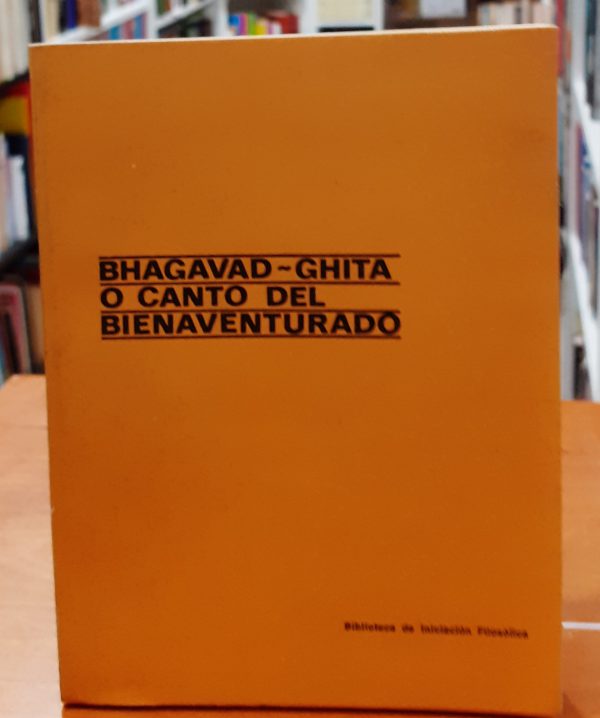 BHAGAVAD-GHITA
O CANTO DEL
BIENAVENTURADO
Biblioteca de Iniciación Filosófica